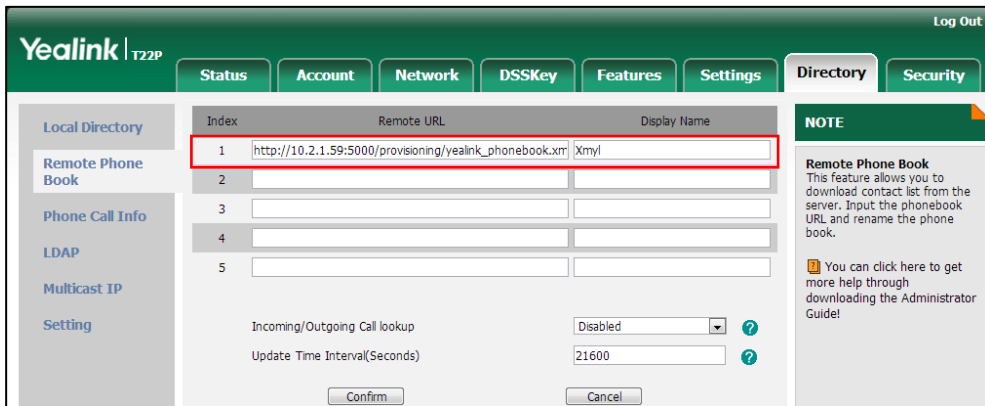 Log Out
Yealink T22P
Status Account Network DSSKey Features Settings Directory Security
Local Directory
Remote Phone
Book
Phone Call Info
LDAP
Multicast IP
Setting
Index Remote URL Display Name
1 http://10.2.1.59:5000/provisioning/yealink_phonebook.xm Xmyl
2
3
4
5
Incoming/Outgoing Call lookup Disabled ?
Update Time Interval(Seconds) 21600 ?
Confirm Cancel
NOTE
Remote Phone Book
This feature allows you to
download contact list from the
server. Input the phonebook
URL and rename the phone
book.
? You can click here to get
more help through
downloading the Administrator
Guide!